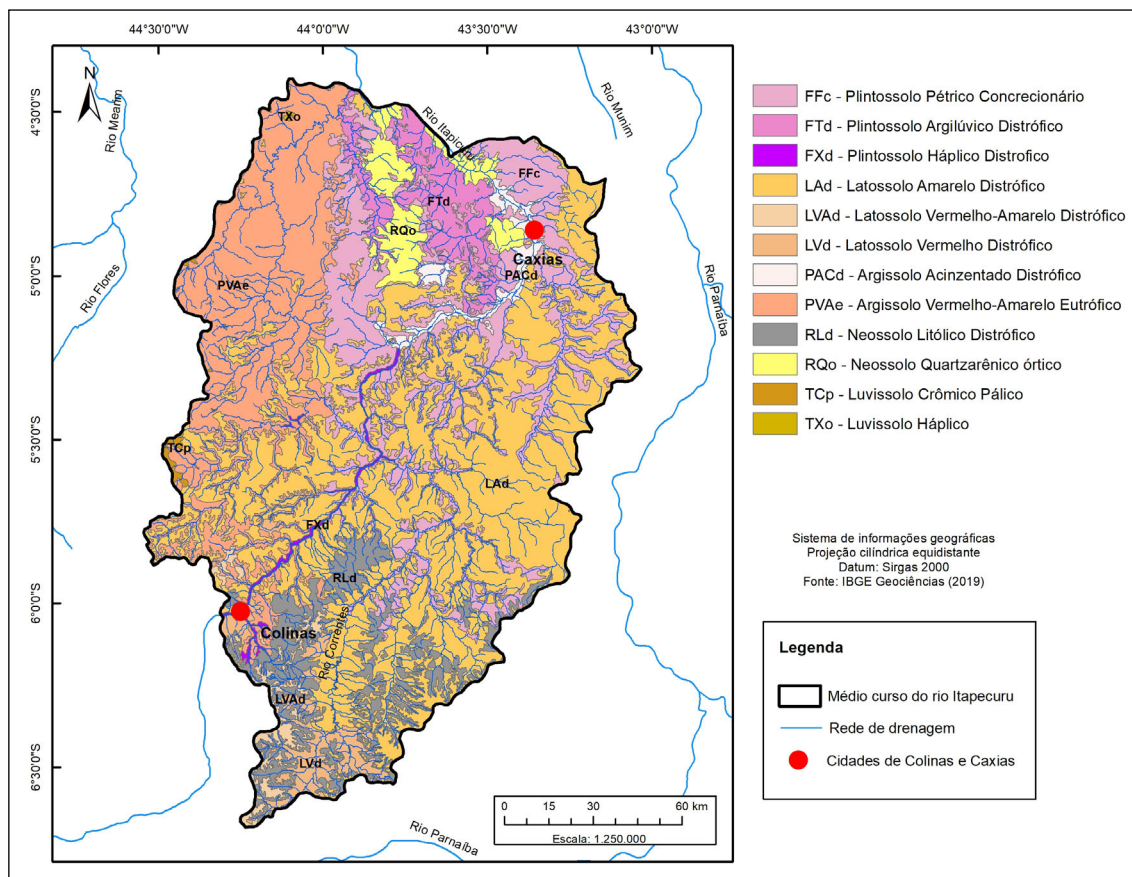 44°30'0"W
44°0'0"W
43°30'0"W
43°0'0"W
4°30'0"S
5°0'0"S
5°30'0"S
6°0'0"S
6°30'0"S
N
Rio Mearim
Rio Flores
Rio Itapicuru
Rio Munim
Rio Parnaíba
Rio Correntes
Rio Parnaíba
TXo
FFc
FTd
RQo
Caxias
PACd
PVAe
TCp
LAd
FXd
RLd
Colinas
LVAd
LVd
0 15 30 60 km
Escala: 1.250.000
FFc - Plintossolo Pétrico Concrecionário
FTd - Plintossolo Argilúvico Distrófico
FXd - Plintossolo Háplico Distrofico
LAd - Latossolo Amarelo Distrófico
LVAd - Latossolo Vermelho-Amarelo Distrófico
LVd - Latossolo Vermelho Distrófico
PACd - Argissolo Acinzentado Distrófico
PVAe - Argissolo Vermelho-Amarelo Eutrófico
RLd - Neossolo Litólico Distrófico
RQo - Neossolo Quartzarênico órtico
TCp - Luvissolo Crômico Pálico
TXo - Luvissolo Háplico
Sistema de informações geográficas
Projeção cilíndrica equidistante
Datum: Sirgas 2000
Fonte: IBGE Geociências (2019)
Legenda
Médio curso do rio Itapecuru
Rede de drenagem
Cidades de Colinas e Caxias